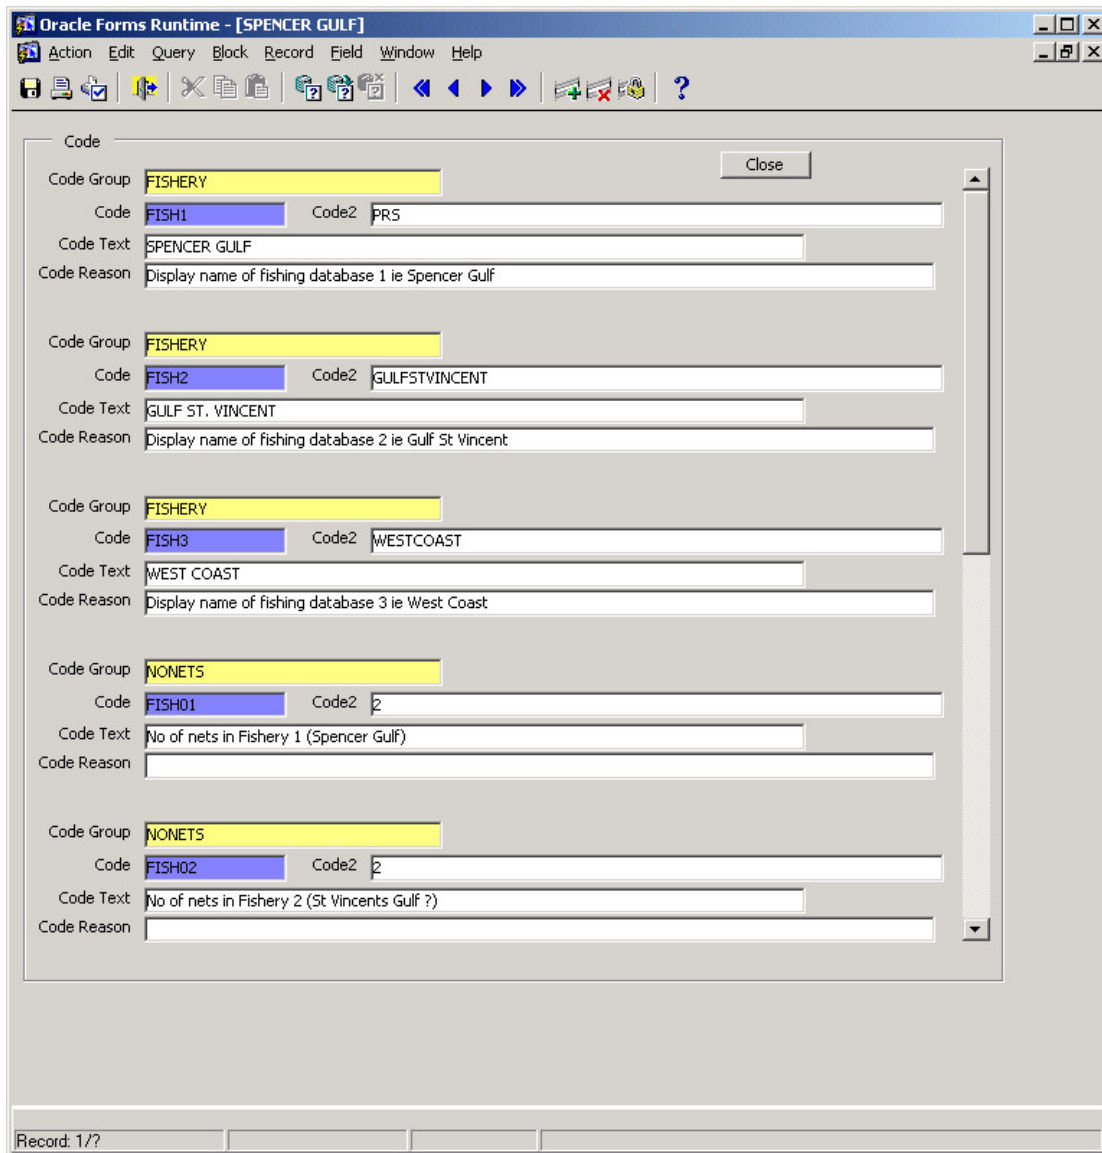 Oracle Forms Runtime - [SPENCER GULF]
Action Edit Query Block Record Field Window Help
Code
Close
Code Group FISHERY
Code FISH1 Code2 PRS
Code Text SPENCER GULF
Code Reason Display name of fishing database 1 ie Spencer Gulf
Code Group FISHERY
Code FISH2 Code2 GULFSTVINCENT
Code Text GULF ST. VINCENT
Code Reason Display name of fishing database 2 ie Gulf St Vincent
Code Group FISHERY
Code FISH3 Code2 WESTCOAST
Code Text WEST COAST
Code Reason Display name of fishing database 3 ie West Coast
Code Group NONETS
Code FISH01 Code2 2
Code Text No of nets in Fishery 1 (Spencer Gulf)
Code Reason
Code Group NONETS
Code FISH02 Code2 2
Code Text No of nets in Fishery 2 (St Vincents Gulf ?)
Code Reason
Record: 1/?